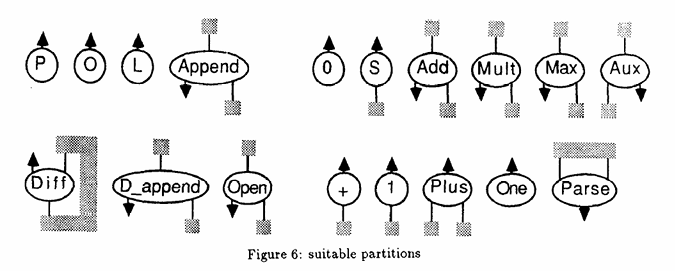 P O L Append 0 S Add Mult Max Aux
Diff D_append Open + 1 Plus One Parse
Figure 6: suitable partitions